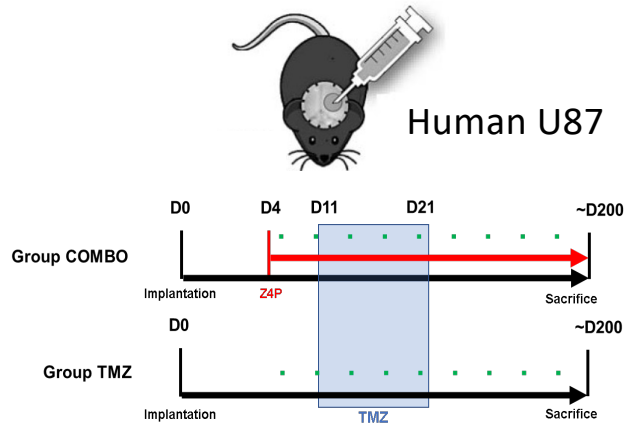 Human U87
D0 D4 D11 D21 ~D200
Group COMBO
Implantation Z4P Sacrifice
D0 ~D200
Group TMZ
Implantation TMZ Sacrifice